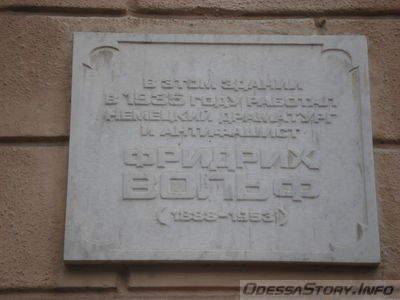 В ЭТОМ ЗДАНИИ
В 1935 ГОДУ РАБОТАЛ
НЕМЕЦКИЙ ДРАМАТУРГ
И АНТИФАШИСТ
ФРИДРИХ
ВОЛЬФ
(1888-1953)
ODESSASTORY.INFO